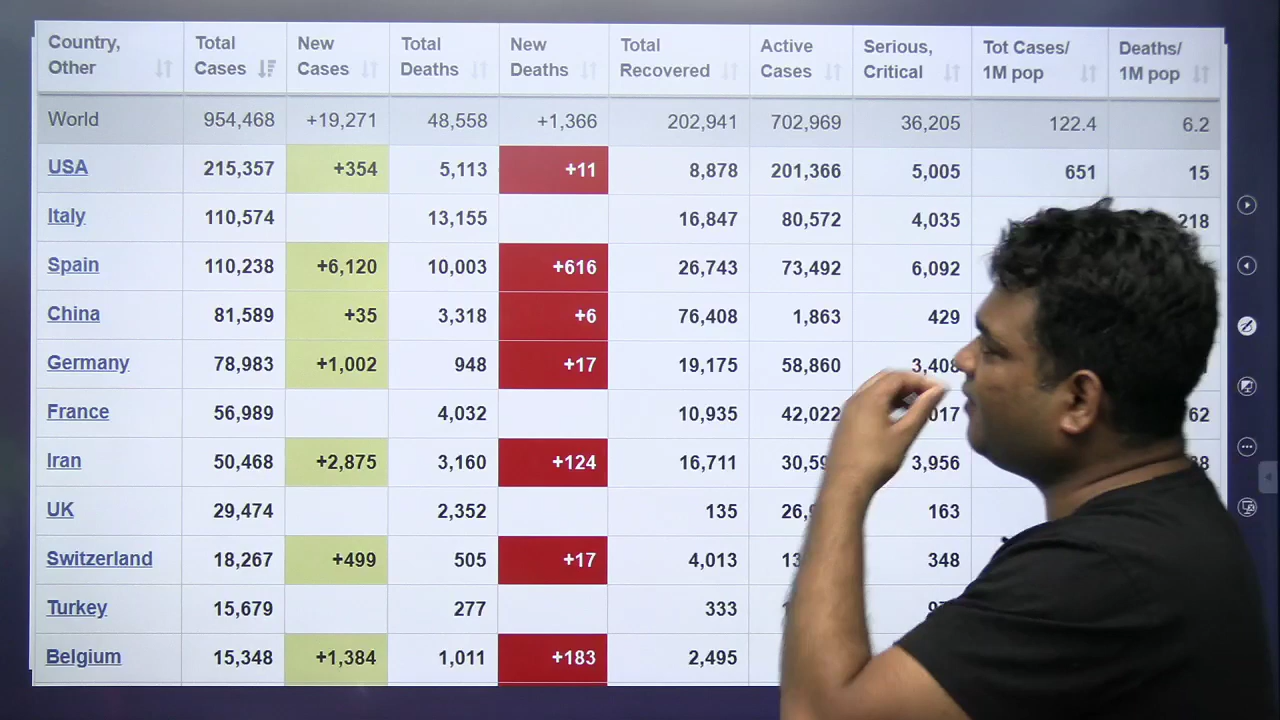 Country, Other Total Cases New Cases Total Deaths New Deaths Total Recovered Active Cases Serious, Critical Tot Cases/ 1M pop Deaths/ 1M pop
World 954,468 +19,271 48,558 +1,366 202,941 702,969 36,205 122.4 6.2
USA 215,357 +354 5,113 +11 8,878 201,366 5,005 651 15
Italy 110,574 13,155 16,847 80,572 4,035 218
Spain 110,238 +6,120 10,003 +616 26,743 73,492 6,092
China 81,589 +35 3,318 +6 76,408 1,863 429
Germany 78,983 +1,002 948 +17 19,175 58,860 3,408
France 56,989 4,032 10,935 42,022 62
Iran 50,468 +2,875 3,160 +124 16,711 3,956
UK 29,474 2,352 135 163
Switzerland 18,267 +499 505 +17 4,013 348
Turkey 15,679 277 333
Belgium 15,348 +1,384 1,011 +183 2,495